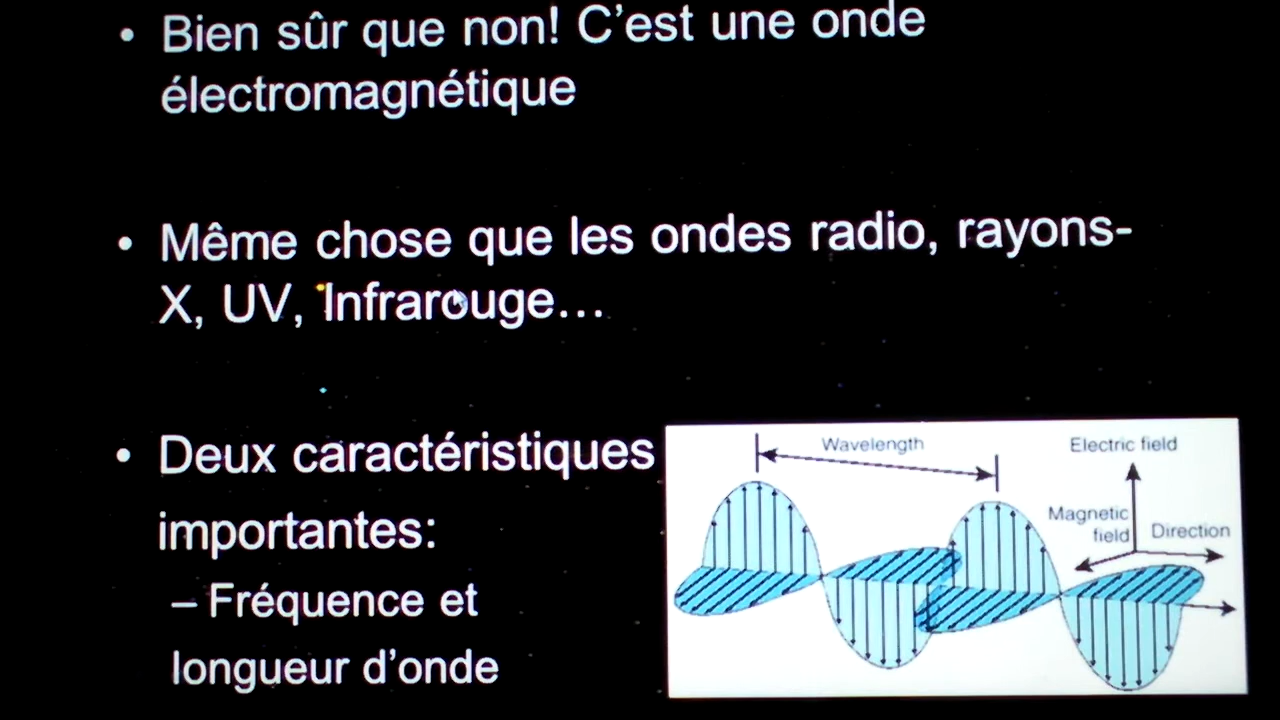 • Bien sûr que non! C'est une onde
électromagnétique
• Même chose que les ondes radio, rayons-
X, UV, Infrarouge...
• Deux caractéristiques
importantes:
– Fréquence et
longueur d'onde
Wavelength
Electric field
Magnetic
field
Direction